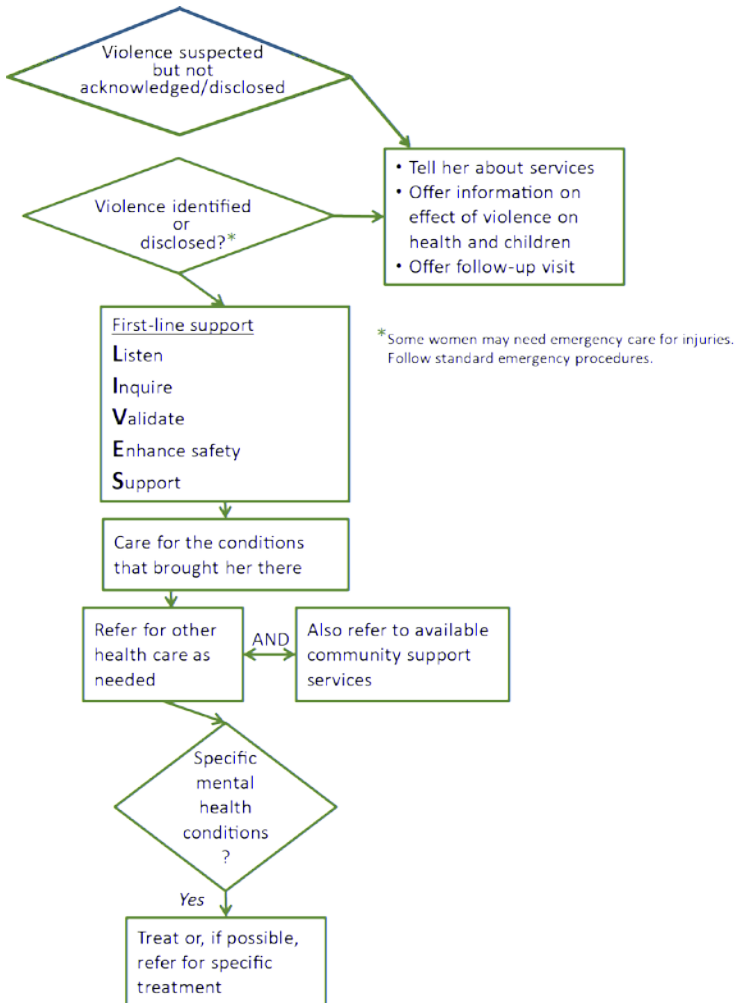 Violence suspected
but not
acknowledged/disclosed
• Tell her about services
• Offer information on
effect of violence on
health and children
• Offer follow-up visit
Violence identified
or
disclosed?*
First-line support
Listen
Inquire
Validate
Enhance safety
Support
*Some women may need emergency care for injuries.
Follow standard emergency procedures.
Care for the conditions
that brought her there
Refer for other
health care as
needed
AND
Also refer to available
community support
services
Specific
mental
health
conditions
?
Yes
Treat or, if possible,
refer for specific
treatment